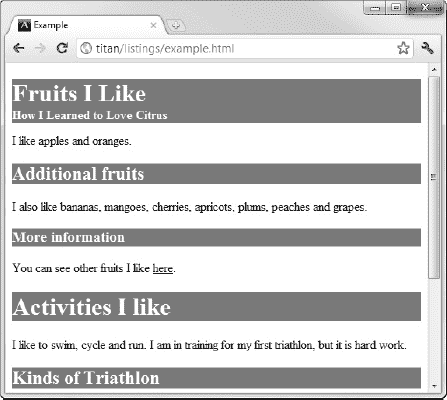 Example
titan/listings/example.html
Fruits I Like
How I Learned to Love Citrus
I like apples and oranges.
Additional fruits
I also like bananas, mangoes, cherries, apricots, plums, peaches and grapes.
More information
You can see other fruits I like here.
Activities I like
I like to swim, cycle and run. I am in training for my first triathlon, but it is hard work.
Kinds of Triathlon